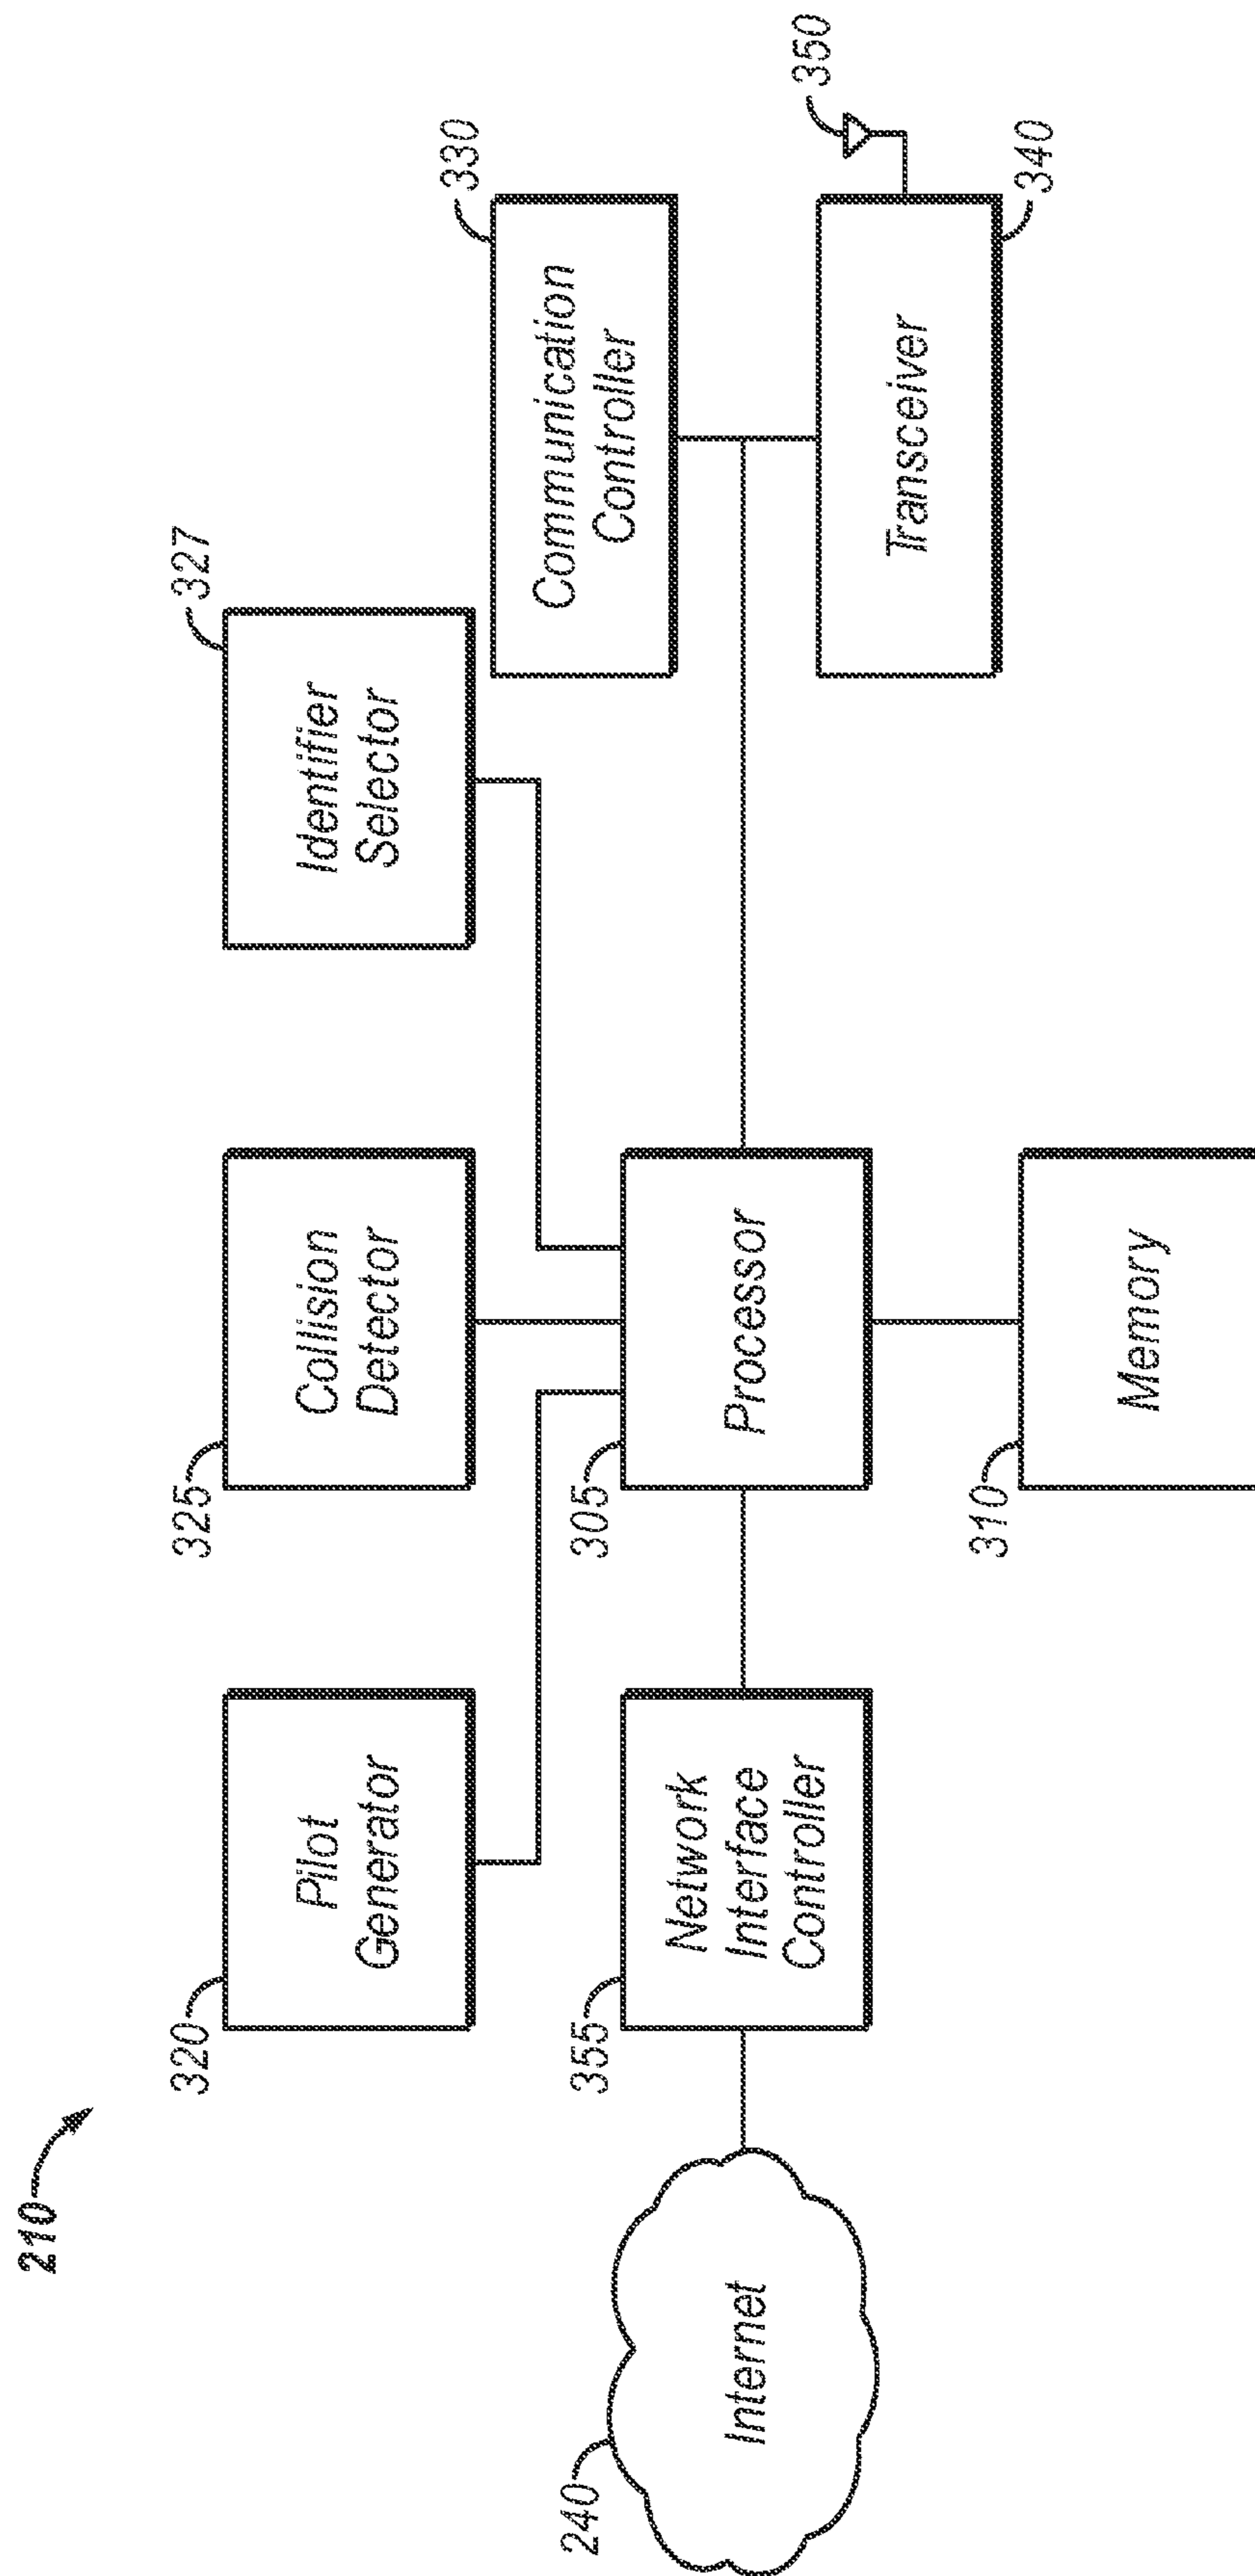 210
320
Pilot
Generator
325
Collision
Detector
327
Identifier
Selector
330
Communication
Controller
240
Internet
355
Network
Interface
Controller
305
Processor
Transceiver
340
350
310
Memory